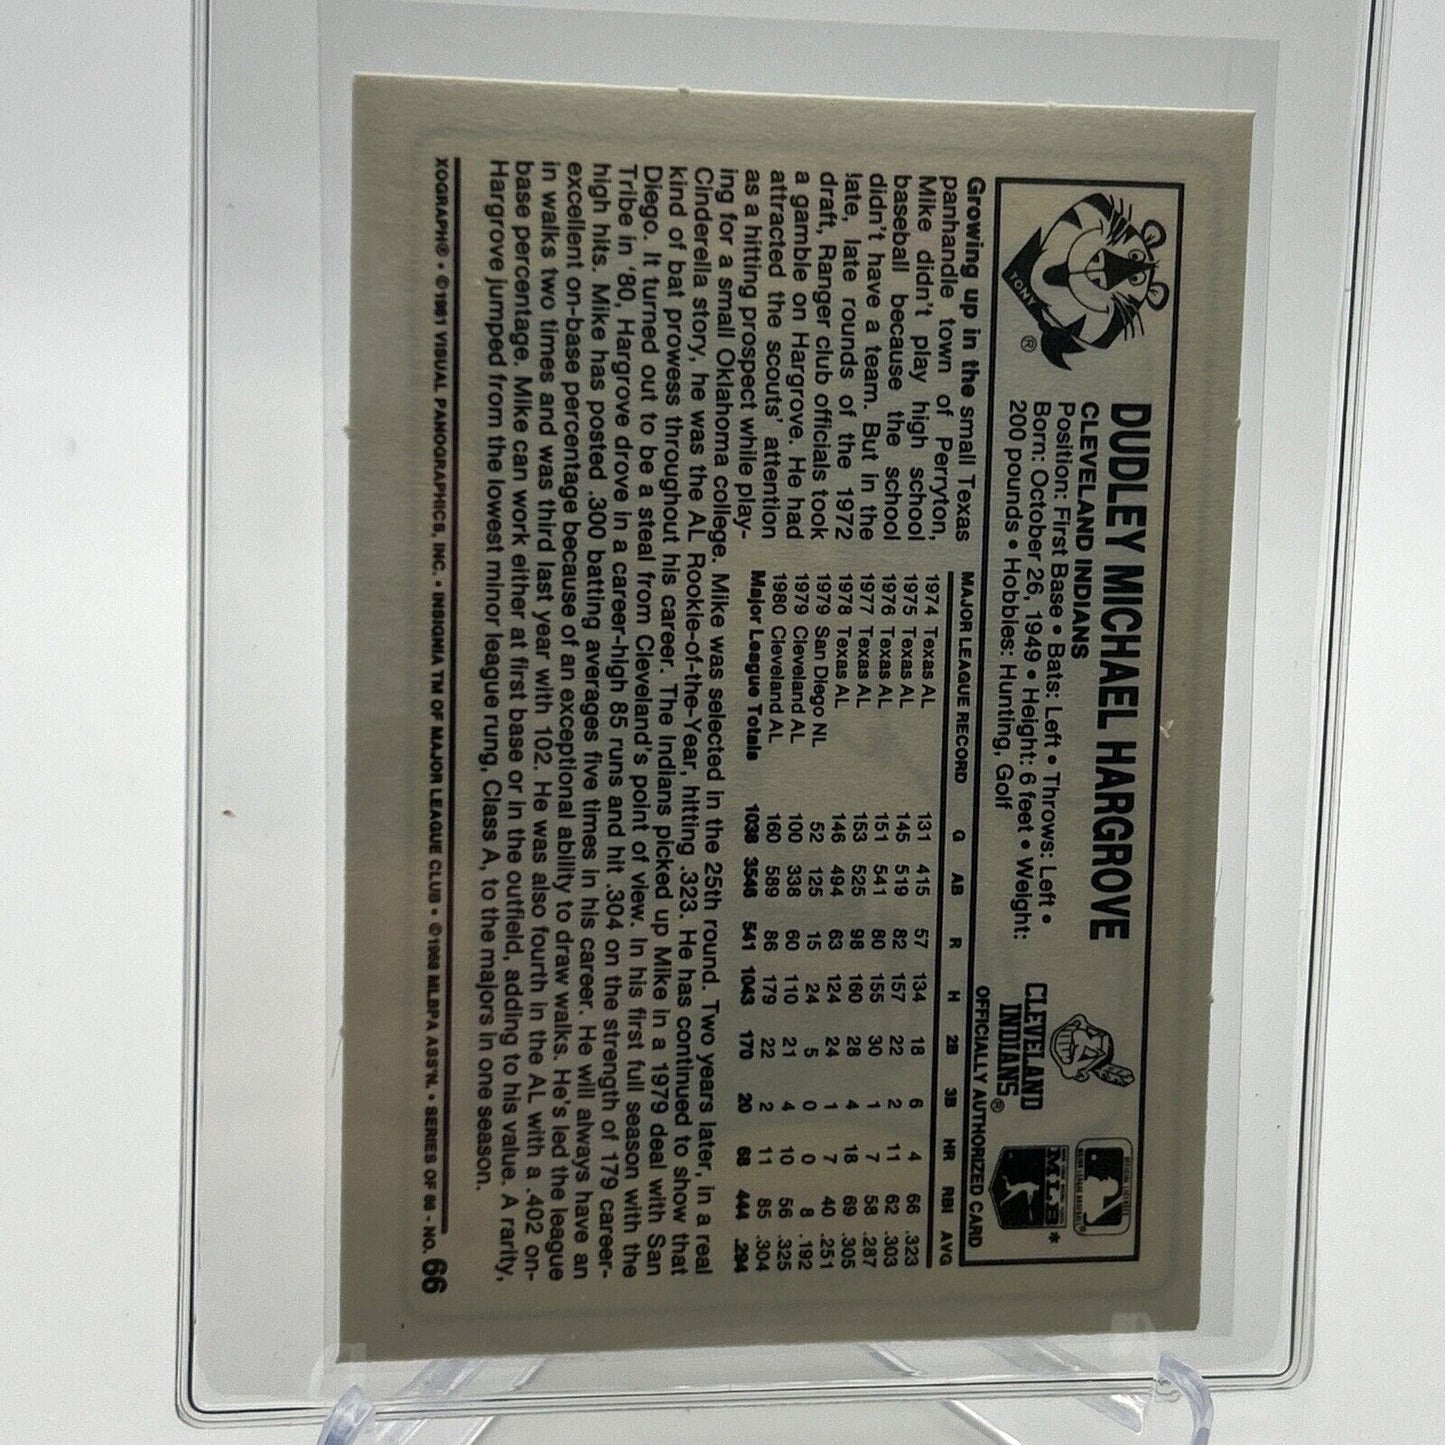 TONY
®
DUDLEY MICHAEL HARGROVE
CLEVELAND INDIANS
Position: First Base • Bats: Left • Throws: Left •
Born: October 26, 1949 • Height: 6 feet • Weight:
200 pounds • Hobbies: Hunting, Golf
CLEVELAND
INDIANS®
MLB*
OFFICIALLY AUTHORIZED CARD
Growing up in the small Texas
panhandle town of Perryton,
Mike didn't play high school
baseball because the school
didn't have a team. But in the
late, late rounds of the 1972
draft, Ranger club officials took
a gamble on Hargrove. He had
attracted the scouts' attention
as a hitting prospect while play-
MAJOR LEAGUE RECORD G AB R H 2B 3B HR RBI AVG
1974 Texas AL 131 415 57 134 18 6 4 66 .323
1975 Texas AL 145 519 82 157 22 2 11 62 .303
1976 Texas AL 151 541 80 155 30 1 7 58 .287
1977 Texas AL 153 525 98 160 28 4 18 69 .305
1978 Texas AL 146 494 63 124 24 1 7 40 .251
1979 San Diego NL 52 125 15 24 5 0 0 8 .192
1979 Cleveland AL 100 338 60 110 21 4 10 56 .325
1980 Cleveland AL 160 589 86 179 22 2 11 85 .304
Major League Totals 1038 3546 541 1043 170 20 68 444 .294
ing for a small Oklahoma college. Mike was selected in the 25th round. Two years later, in a real
Cinderella story, he was the AL Rookie-of-the-Year, hitting .323. He has continued to show that
kind of bat prowess throughout his career. The Indians picked up Mike in a 1979 deal with San
Diego. It turned out to be a steal from Cleveland's point of view. In his first full season with the
Tribe in '80, Hargrove drove in a career-high 85 runs and hit .304 on the strength of 179 career-
high hits. Mike has posted .300 batting averages five times in his career. He will always have an
excellent on-base percentage because of an exceptional ability to draw walks. He's led the league
in walks two times and was third last year with 102. He was also fourth in the AL with a .402 on-
base percentage. Mike can work either at first base or in the outfield, adding to his value. A rarity,
Hargrove jumped from the lowest minor league rung, Class A, to the majors in one season.
XOGRAPH® • ©1981 VISUAL PANOGRAPHICS, INC. • INSIGNIA TM OF MAJOR LEAGUE CLUB • ©1968 MLBPA ASS'N. • SERIES OF 66 - NO. 66